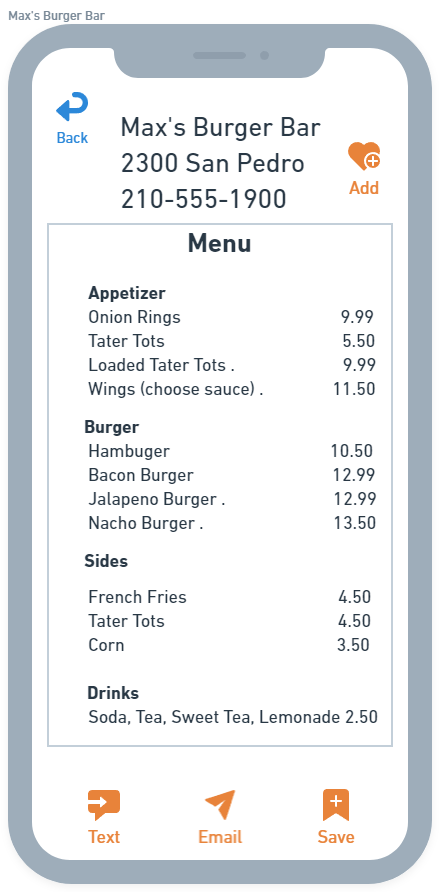 Max's Burger Bar
Back
Max's Burger Bar
2300 San Pedro
210-555-1900
Add
Menu
Appetizer
Onion Rings 9.99
Tater Tots 5.50
Loaded Tater Tots . 9.99
Wings (choose sauce) . 11.50
Burger
Hambuger 10.50
Bacon Burger 12.99
Jalapeno Burger . 12.99
Nacho Burger . 13.50
Sides
French Fries 4.50
Tater Tots 4.50
Corn 3.50
Drinks
Soda, Tea, Sweet Tea, Lemonade 2.50
Text Email Save